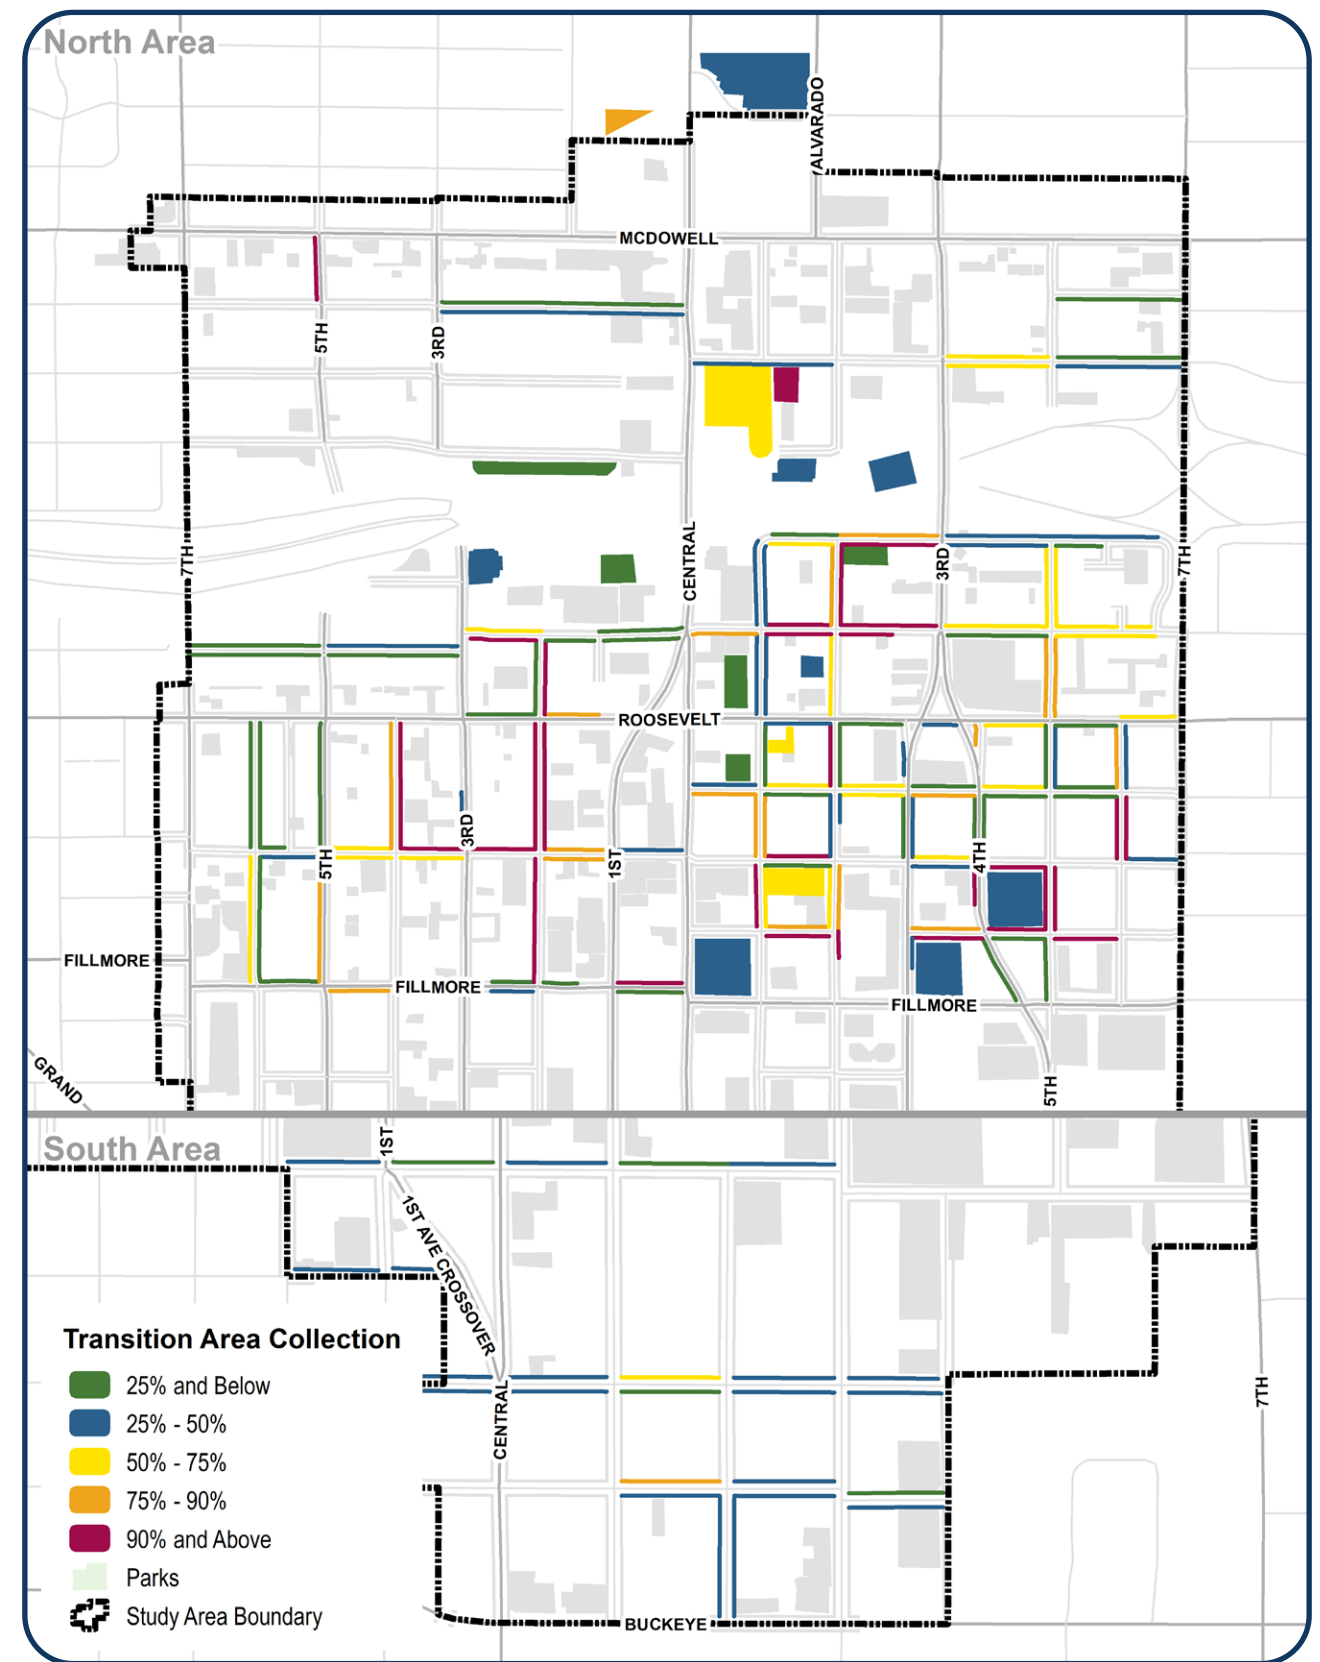 North Area
ALVARADO
MCDOWELL
5TH
3RD
CENTRAL
7TH
3RD
7TH
ROOSEVELT
3RD
5TH
1ST
4TH
FILLMORE
FILLMORE
FILLMORE
GRAND
5TH
South Area
1ST
1ST AVE CROSSOVER
CENTRAL
7TH
Transition Area Collection
25% and Below
25% - 50%
50% - 75%
75% - 90%
90% and Above
Parks
Study Area Boundary
BUCKEYE